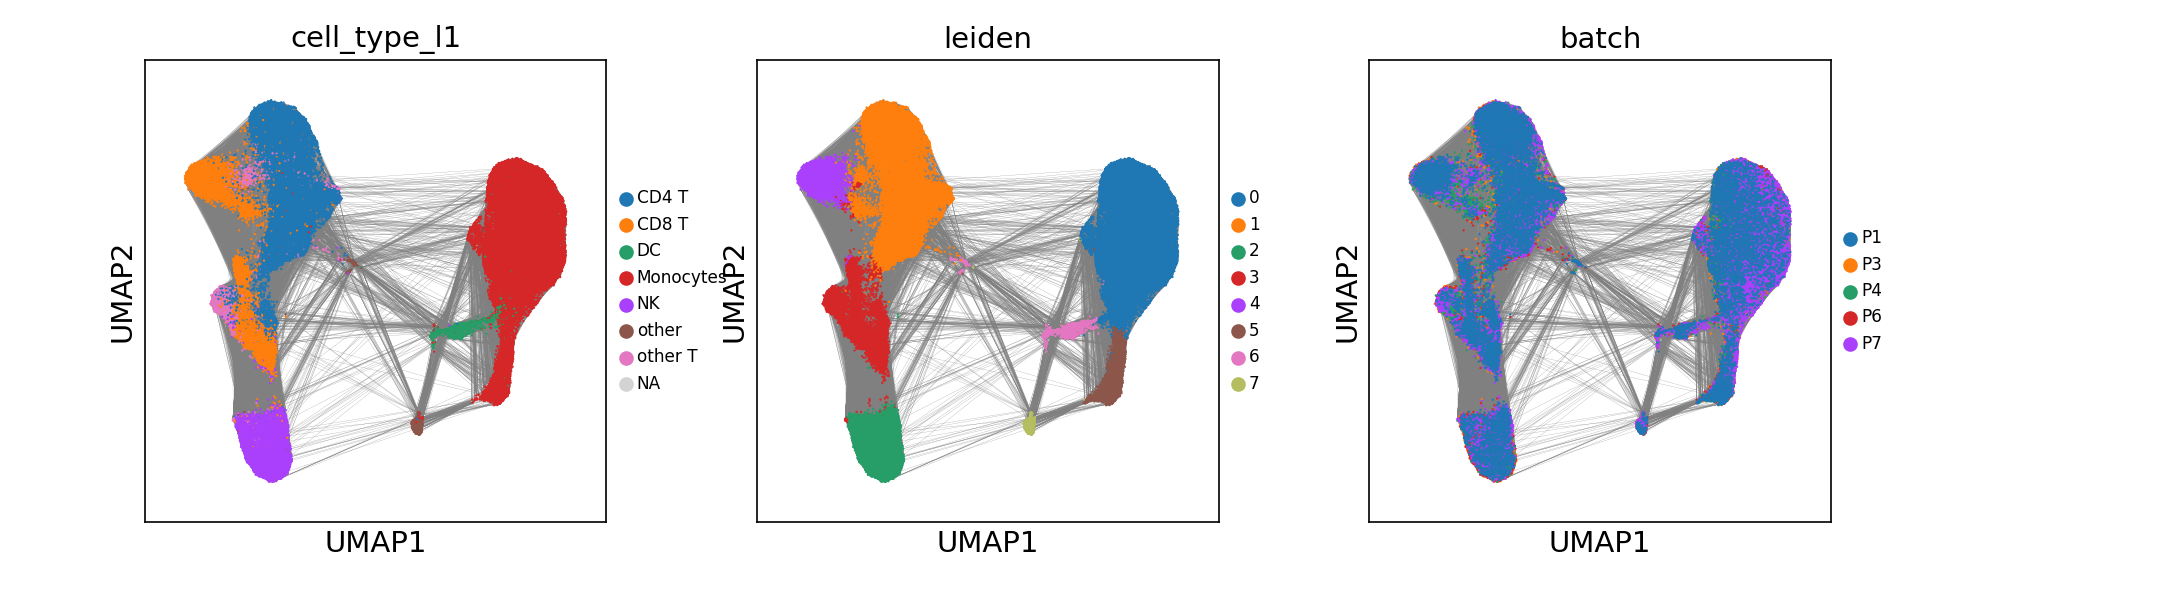 cell_type_l1
UMAP2
UMAP1
CD4 T
CD8 T
DC
Monocytes
NK
other
other T
NA
leiden
UMAP2
UMAP1
0
1
2
3
4
5
6
7
batch
UMAP2
UMAP1
P1
P3
P4
P6
P7